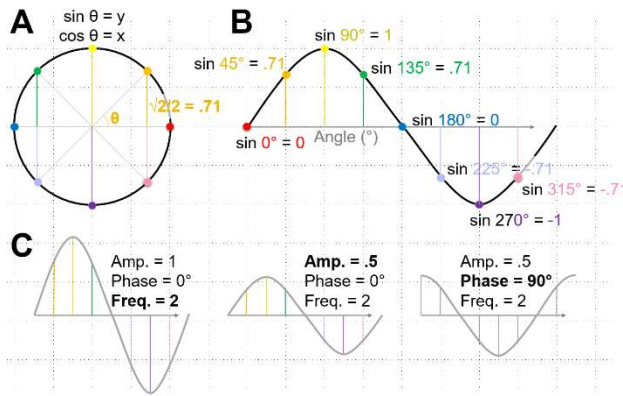 A
sin θ = y
cos θ = x
θ
√2/2 = .71
B
sin 90° = 1
sin 45° = .71
sin 135° = .71
sin 180° = 0
Angle (°)
sin 0° = 0
sin 225° = -.71
sin 315° = -.71
sin 270° = -1
C
Amp. = 1
Phase = 0°
Freq. = 2
Amp. = .5
Phase = 0°
Freq. = 2
Amp. = .5
Phase = 90°
Freq. = 2